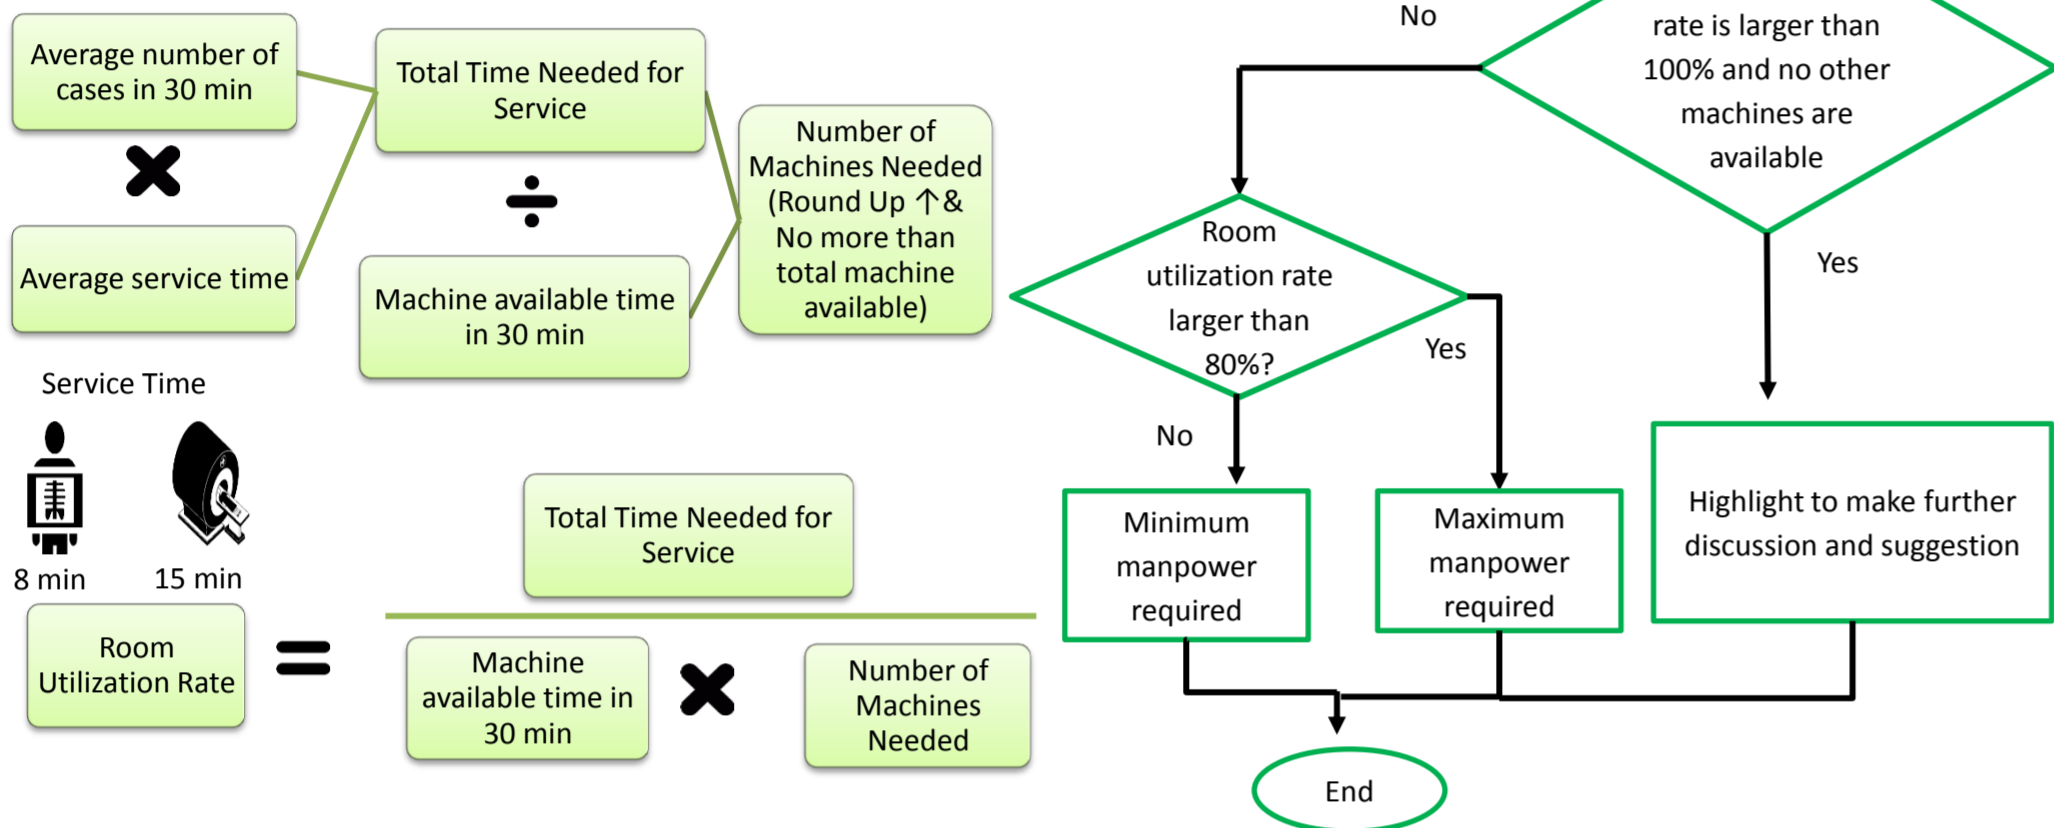 Average number of
cases in 30 min
Average service time
Total Time Needed for
Service
Machine available time
in 30 min
Number of
Machines Needed
(Round Up ↑&
No more than
total machine
available)
Service Time
8 min
15 min
Room
Utilization Rate
=
Total Time Needed for
Service
Machine
available time in
30 min
Number of
Machines
Needed
No
rate is larger than
100% and no other
machines are
available
Yes
Room
utilization rate
larger than
80%?
Yes
No
Minimum
manpower
required
Maximum
manpower
required
Highlight to make further
discussion and suggestion
End